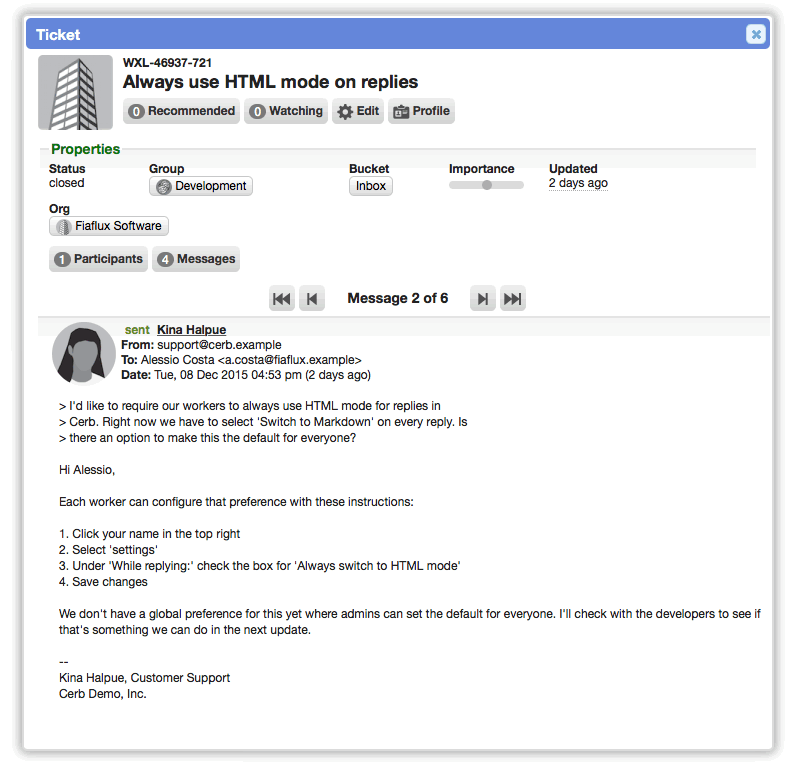 Ticket
WXL-46937-721
Always use HTML mode on replies
0 Recommended 0 Watching Edit Profile
Properties
Status Group Bucket Importance Updated
closed Development Inbox 2 days ago
Org
Fiaflux Software
1 Participants 4 Messages
Message 2 of 6
sent Kina Halpue
From: support@cerb.example
To: Alessio Costa <a.costa@fiaflux.example>
Date: Tue, 08 Dec 2015 04:53 pm (2 days ago)
> I'd like to require our workers to always use HTML mode for replies in
> Cerb. Right now we have to select 'Switch to Markdown' on every reply. Is
> there an option to make this the default for everyone?
Hi Alessio,
Each worker can configure that preference with these instructions:
1. Click your name in the top right
2. Select 'settings'
3. Under 'While replying:' check the box for 'Always switch to HTML mode'
4. Save changes
We don't have a global preference for this yet where admins can set the default for everyone. I'll check with the developers to see if
that's something we can do in the next update.
--
Kina Halpue, Customer Support
Cerb Demo, Inc.